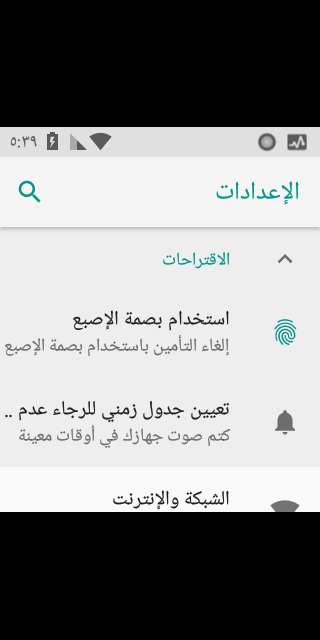 ٥:٣٩
الإعدادات
الاقتراحات
استخدام بصمة الإصبع
إلغاء التأمين باستخدام بصمة الإصبع
تعيين جدول زمني للرجاء عدم ..
كتم صوت جهازك في أوقات معينة
الشبكة والإنترنت